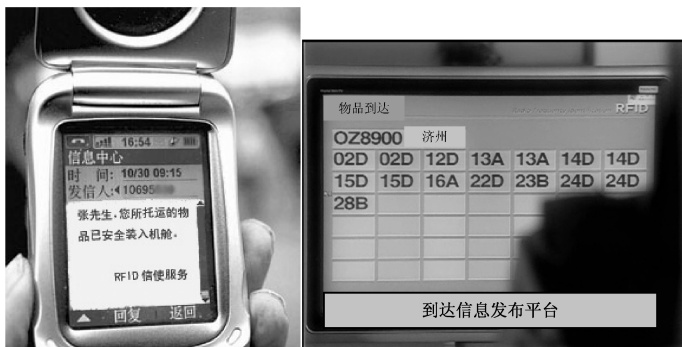 16:54
信息中心
时 间: 10/30 09:15
发信人: 10695
张先生,您所托运的物
品已安全装入机舱。
RFID 信使服务
回复 返回
物品到达
RFID
OZ8900 济州
02D 02D 12D 13A 13A 14D 14D
15D 15D 16A 22D 23B 24D 24D
28B
到达信息发布平台